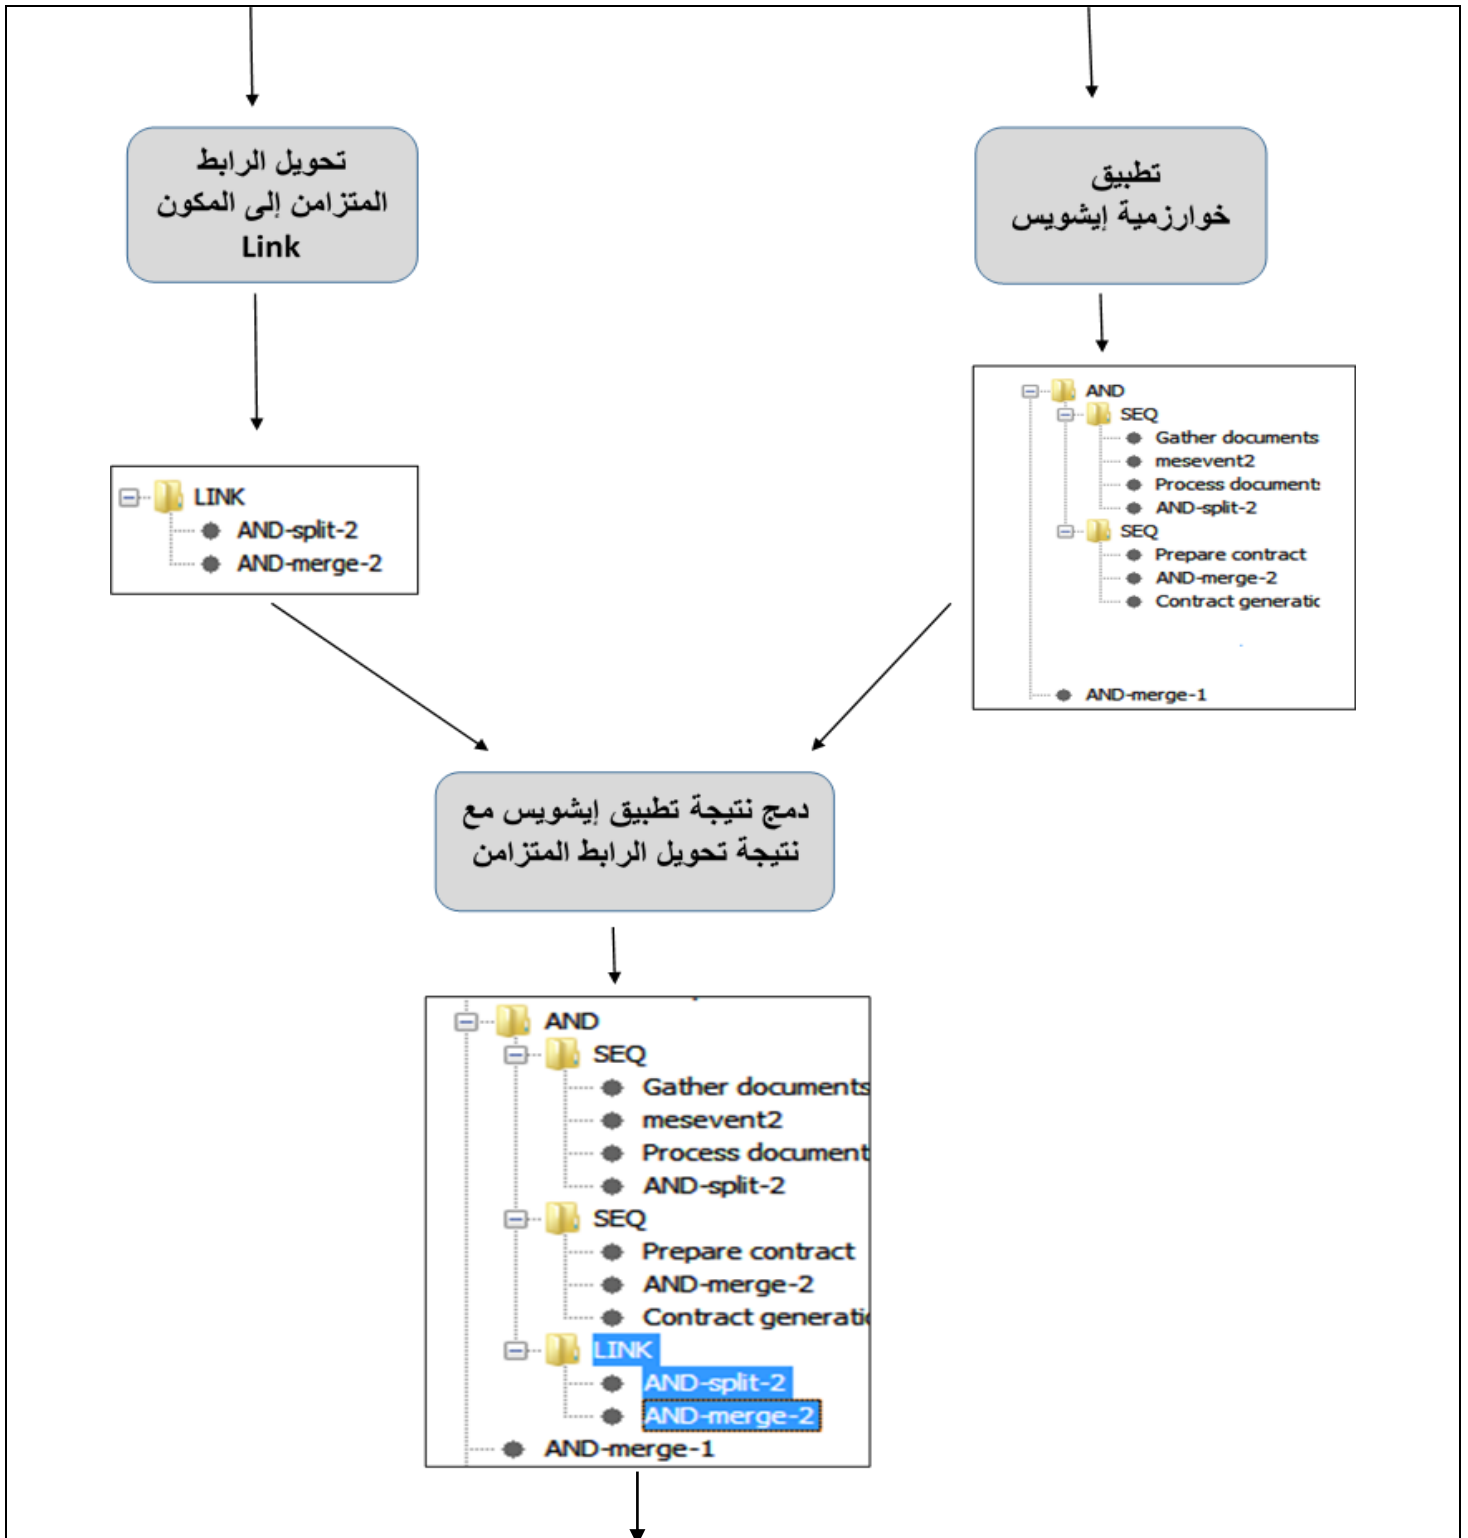 تطبيق
خوارزمية إيشويس
تحويل الرابط
المتزامن إلى المكون
Link
AND
SEQ
Gather documents
mesevent2
Process documents
AND-split-2
SEQ
Prepare contract
AND-merge-2
Contract generatic
AND-merge-1
LINK
AND-split-2
AND-merge-2
دمج نتيجة تطبيق إيشويس مع
نتيجة تحويل الرابط المتزامن
AND
SEQ
Gather documents
mesevent2
Process document
AND-split-2
SEQ
Prepare contract
AND-merge-2
Contract generatic
LINK
AND-split-2
AND-merge-2
AND-merge-1